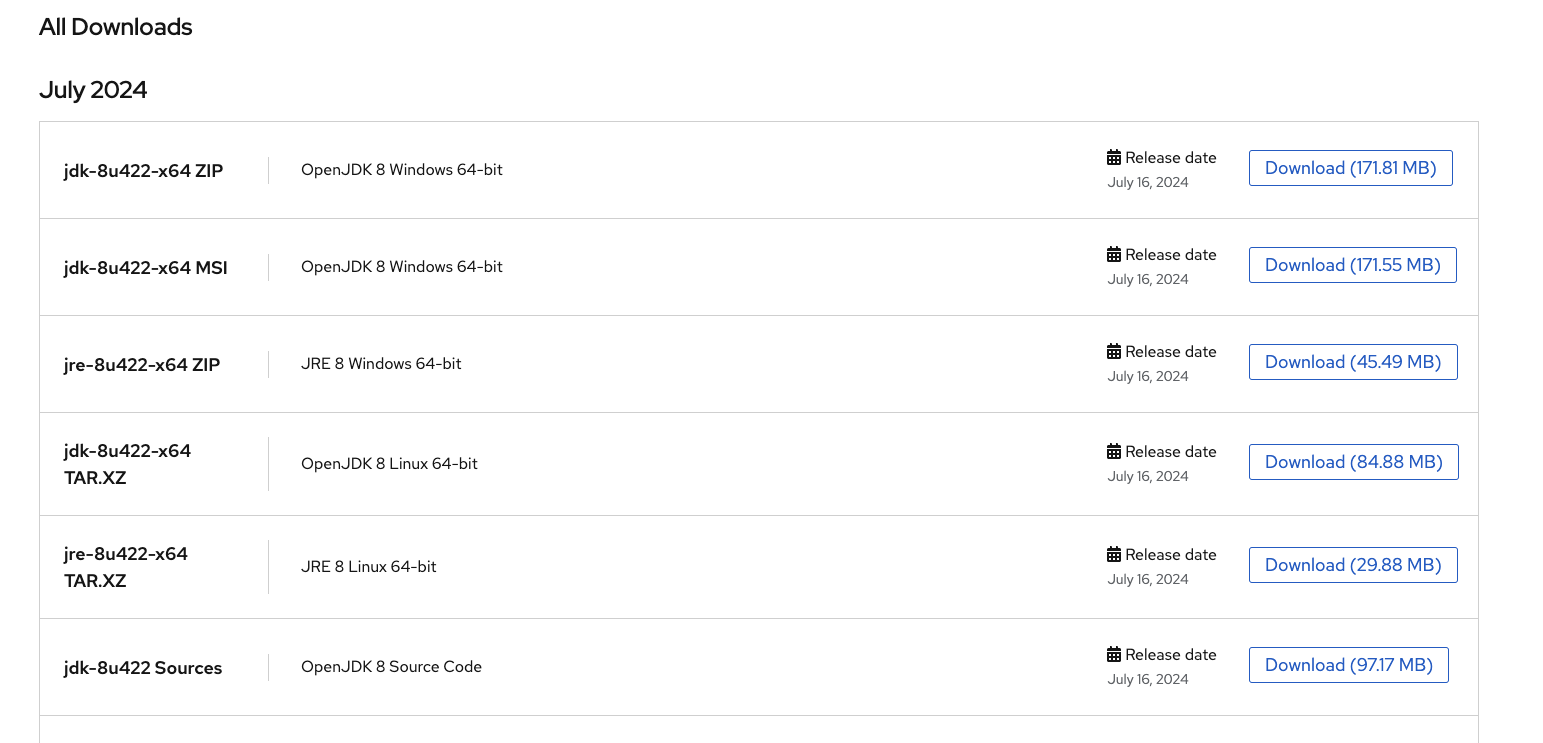 All Downloads
July 2024
jdk-8u422-x64 ZIP
OpenJDK 8 Windows 64-bit
Release date
July 16, 2024
Download (171.81 MB)
jdk-8u422-x64 MSI
OpenJDK 8 Windows 64-bit
Release date
July 16, 2024
Download (171.55 MB)
jre-8u422-x64 ZIP
JRE 8 Windows 64-bit
Release date
July 16, 2024
Download (45.49 MB)
jdk-8u422-x64
TAR.XZ
OpenJDK 8 Linux 64-bit
Release date
July 16, 2024
Download (84.88 MB)
jre-8u422-x64
TAR.XZ
JRE 8 Linux 64-bit
Release date
July 16, 2024
Download (29.88 MB)
jdk-8u422 Sources
OpenJDK 8 Source Code
Release date
July 16, 2024
Download (97.17 MB)